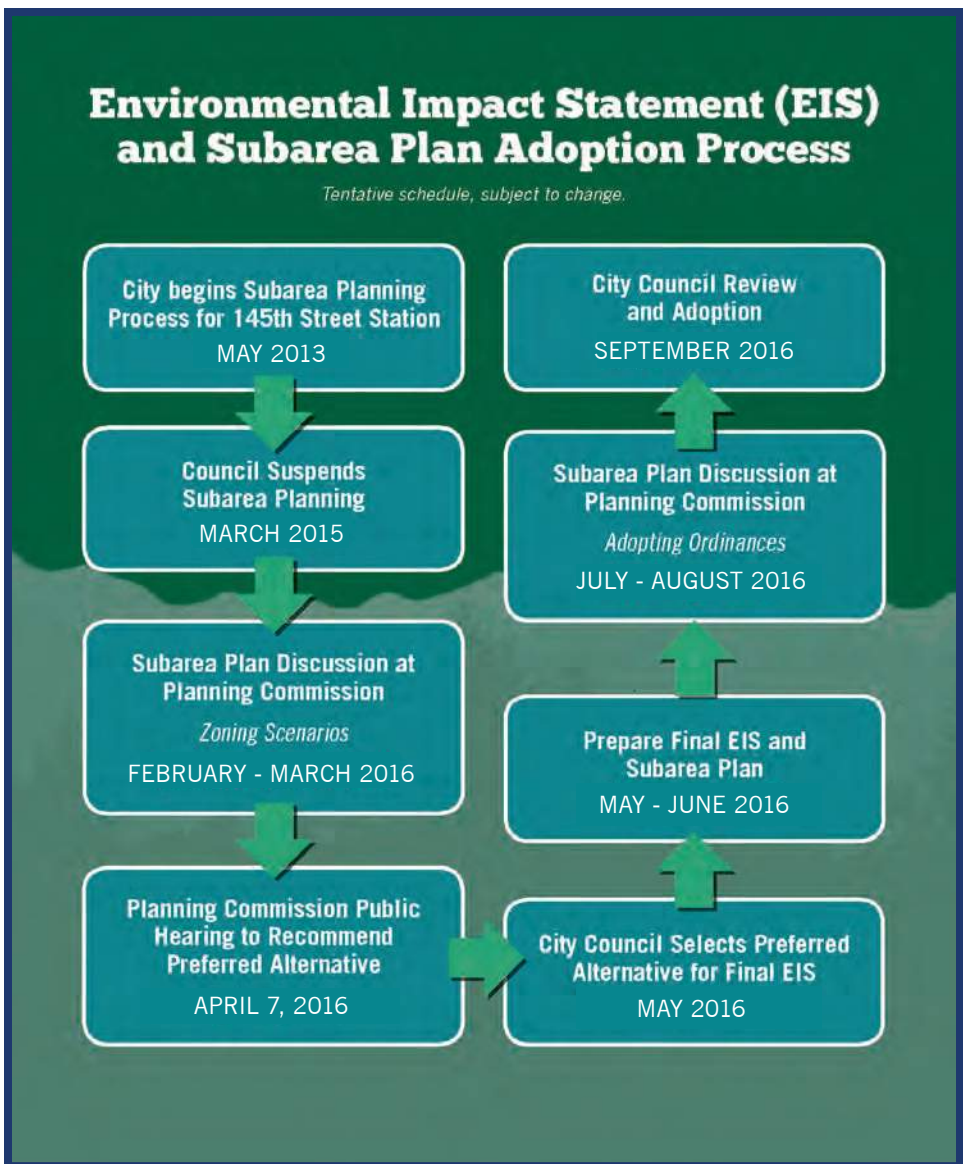 Environmental Impact Statement (EIS)
and Subarea Plan Adoption Process
Tentative schedule, subject to change.
City begins Subarea Planning
Process for 145th Street Station
MAY 2013
Council Suspends
Subarea Planning
MARCH 2015
Subarea Plan Discussion at
Planning Commission
Zoning Scenarios
FEBRUARY - MARCH 2016
Planning Commission Public
Hearing to Recommend
Preferred Alternative
APRIL 7, 2016
City Council Selects Preferred
Alternative for Final EIS
MAY 2016
Prepare Final EIS and
Subarea Plan
MAY - JUNE 2016
Subarea Plan Discussion at
Planning Commission
Adopting Ordinances
JULY - AUGUST 2016
City Council Review
and Adoption
SEPTEMBER 2016